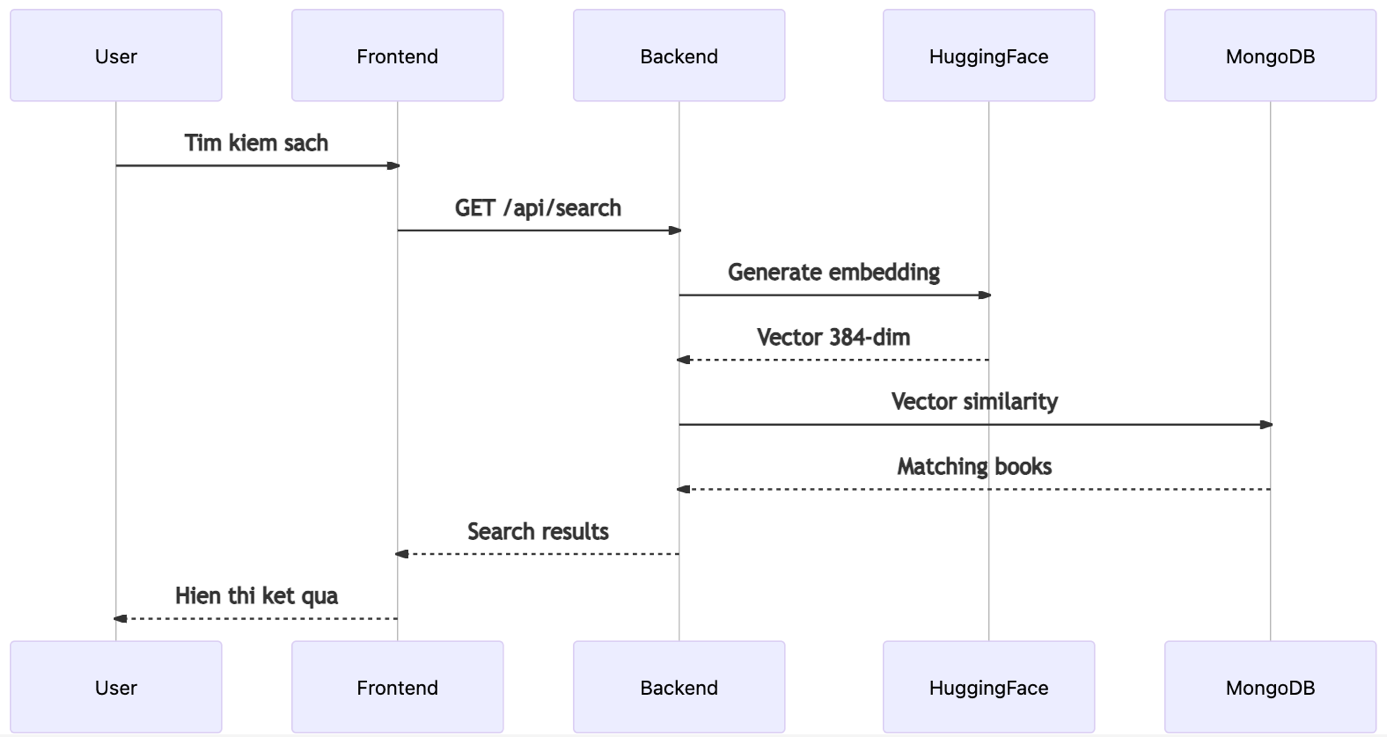 User
Frontend
Backend
HuggingFace
MongoDB
Tim kiem sach
GET /api/search
Generate embedding
Vector 384-dim
Vector similarity
Matching books
Search results
Hien thi ket qua
User
Frontend
Backend
HuggingFace
MongoDB